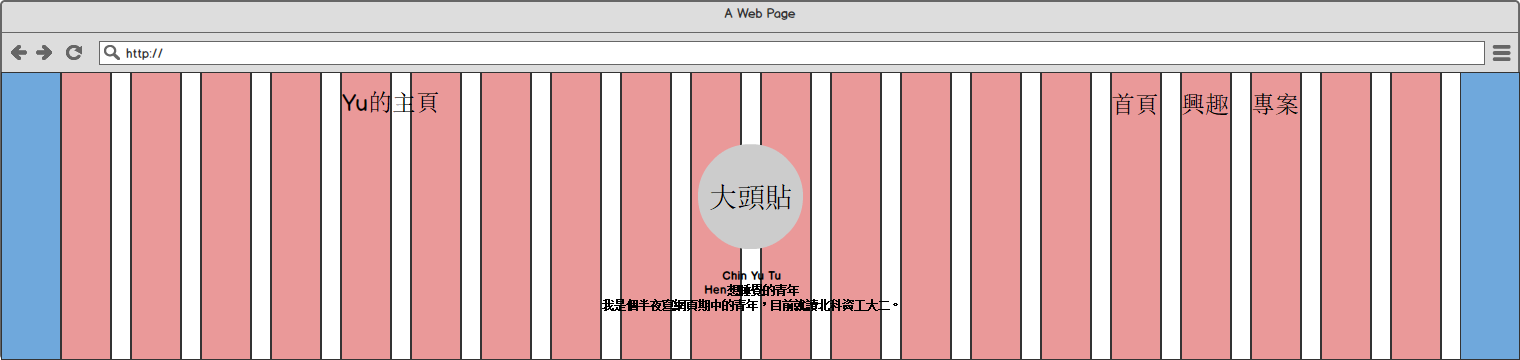 A Web Page
http://
Yu的主頁
首頁 興趣 專案
大頭貼
Chin Yu Tu
Hen想睡覺的青年
我是個半夜寫網頁期中的青年，目前就讀北科資工大二。